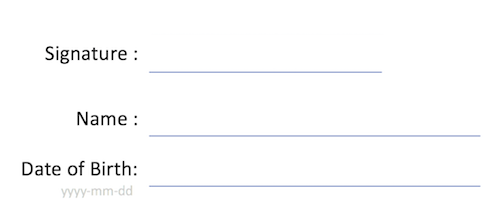 Signature :
Name :
Date of Birth:
yyyy-mm-dd